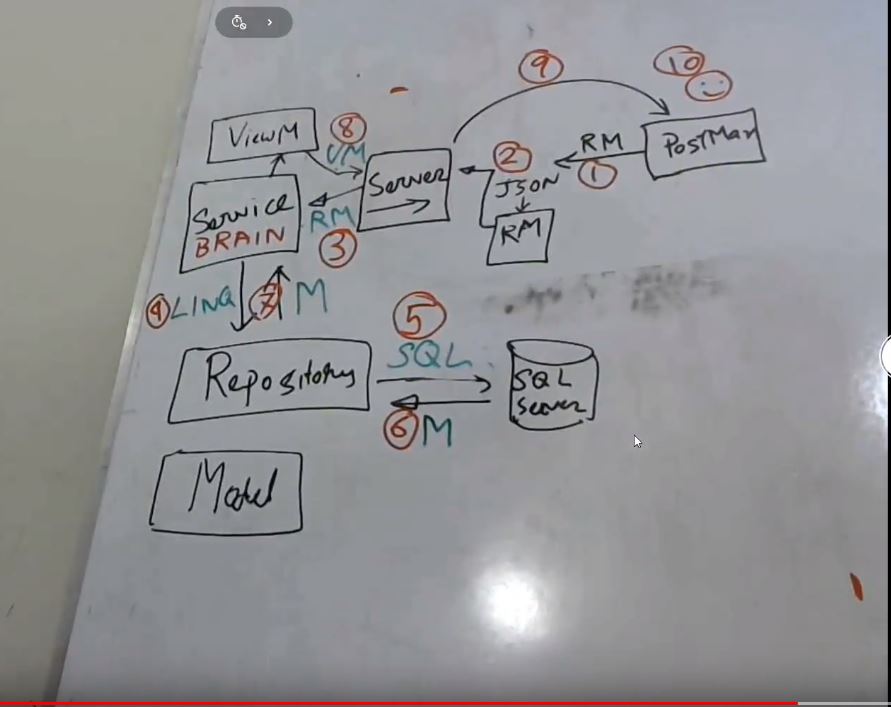 9
10
ViewM
8
VM
Server
2
JSON
RM
1
PostMan
Service
BRAIN
RM
3
RM
4
LINQ
7
M
5
SQL
Repository
SQL
Server
6
M
Model